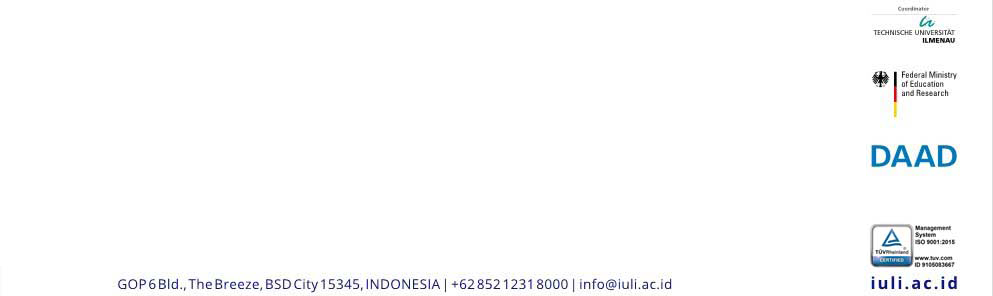 Coordinator
TECHNISCHE UNIVERSITÄT
ILMENAU
Federal Ministry
of Education
and Research
DAAD
Management
System
ISO 9001:2015
TÜVRheinland
CERTIFIED
www.tuv.com
ID 9105083667
GOP 6 Bld., The Breeze, BSD City 15345, INDONESIA | +62 852 1231 8000 | info@iuli.ac.id
iuli.ac.id